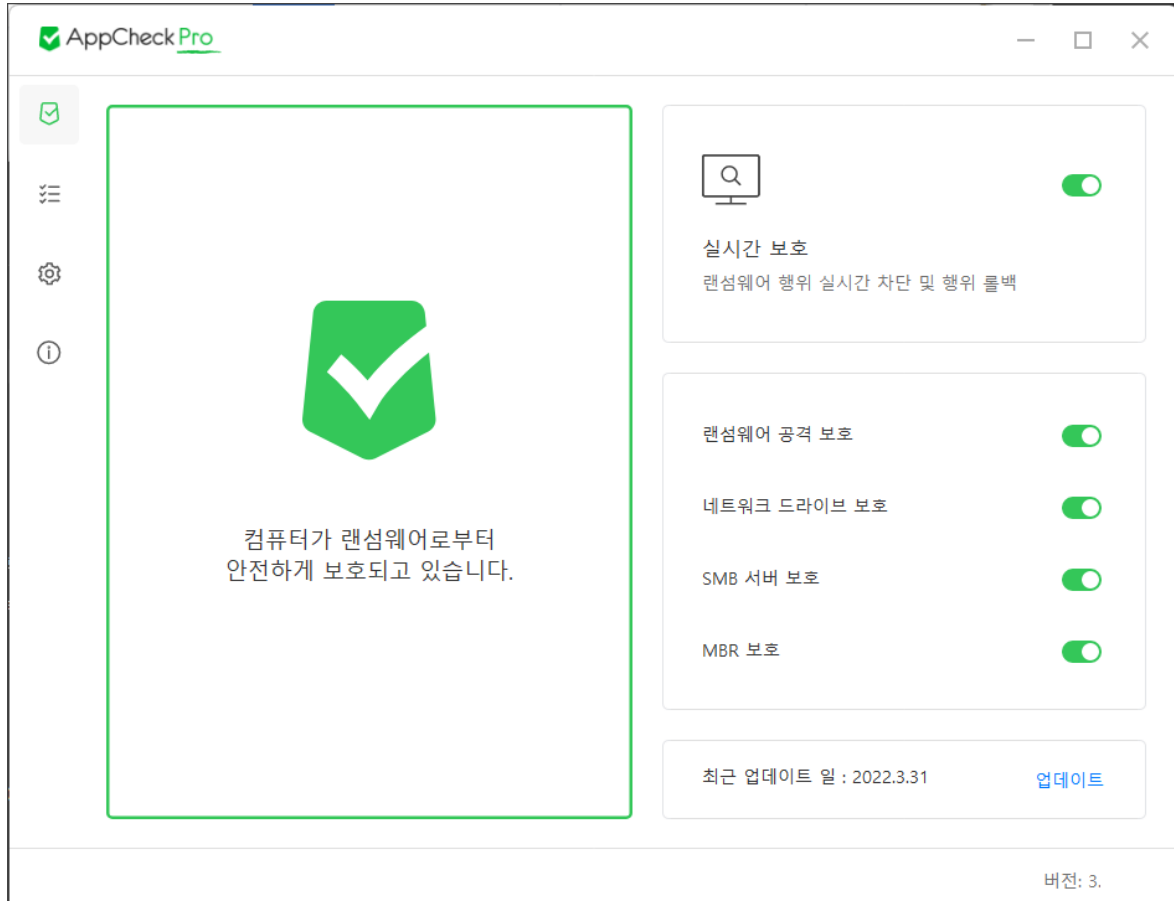 AppCheck Pro
컴퓨터가 랜섬웨어로부터
안전하게 보호되고 있습니다.
실시간 보호
랜섬웨어 행위 실시간 차단 및 행위 롤백
랜섬웨어 공격 보호
네트워크 드라이브 보호
SMB 서버 보호
MBR 보호
최근 업데이트 일 : 2022.3.31
업데이트
버전: 3.